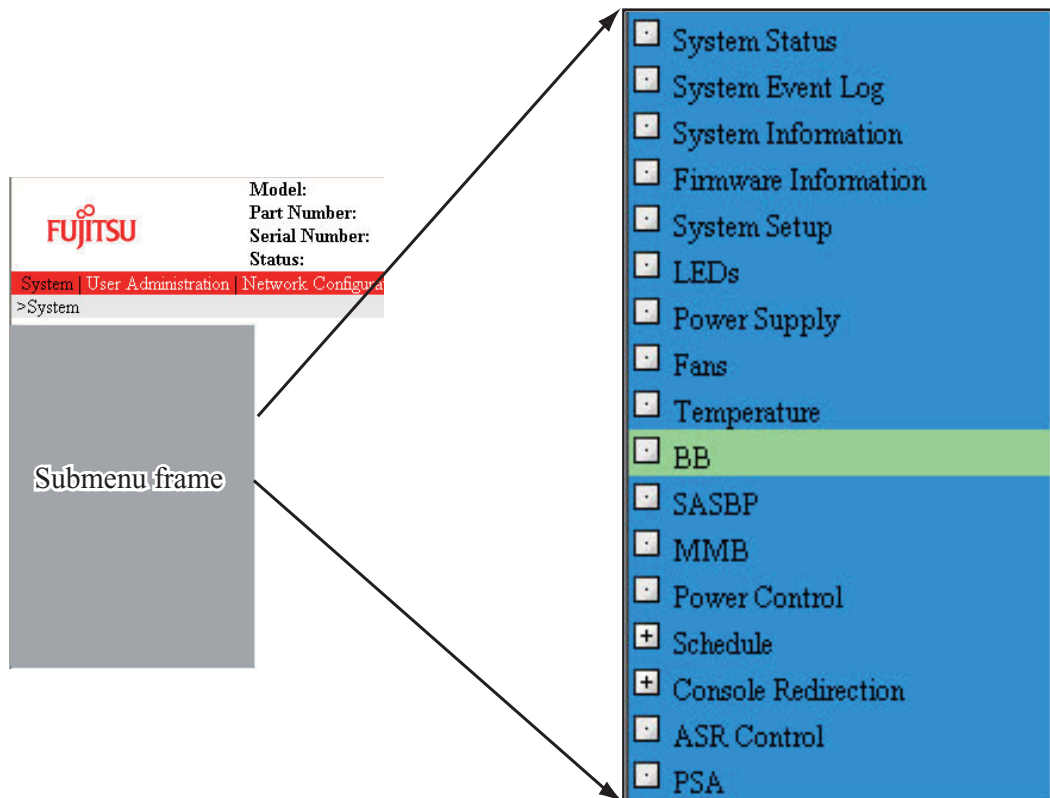 FUJITSU
Model:
Part Number:
Serial Number:
Status:
System | User Administration | Network Configura
>System
Submenu frame
System Status
System Event Log
System Information
Firmware Information
System Setup
LEDs
Power Supply
Fans
Temperature
BB
SASBP
MMB
Power Control
Schedule
Console Redirection
ASR Control
PSA